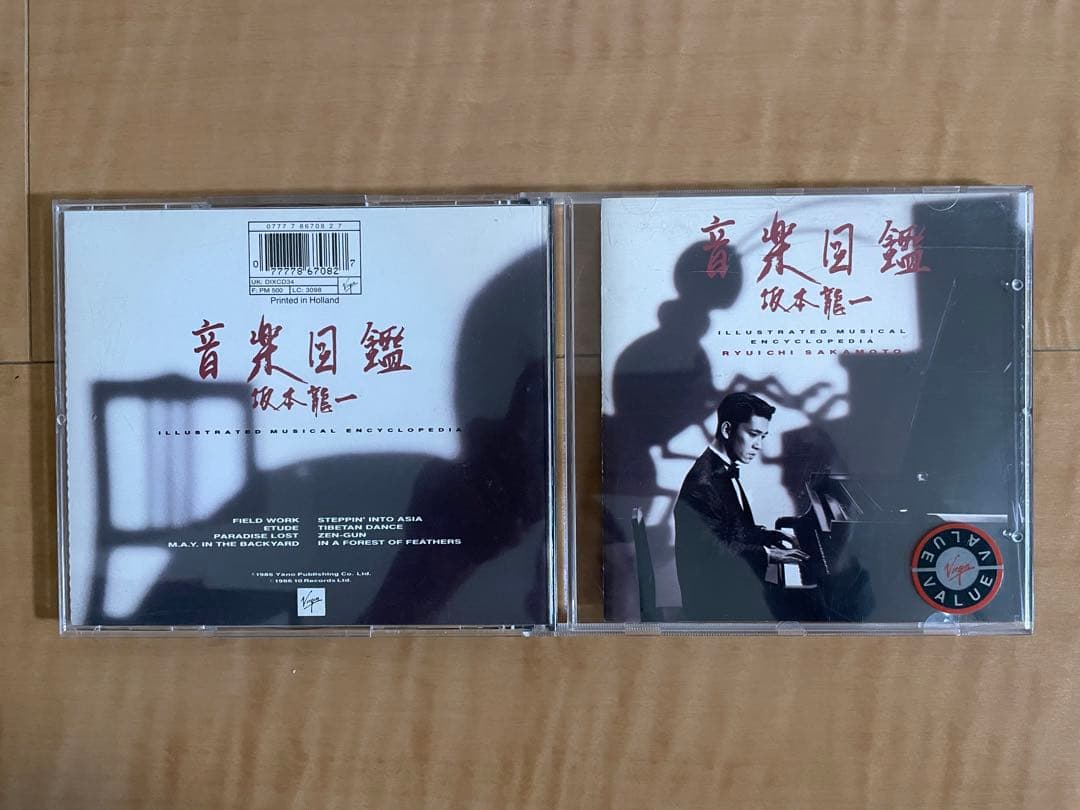 0777 7 86708 2 7
0 77778 67082 7
UK: DIXCD34
F: PM 500 LC: 3098 Virgin
Printed in Holland
音楽図鑑
坂本龍一
ILLUSTRATED MUSICAL ENCYCLOPEDIA
FIELD WORK STEPPIN' INTO ASIA
ETUDE TIBETAN DANCE
PARADISE LOST ZEN-GUN
M.A.Y. IN THE BACKYARD IN A FOREST OF FEATHERS
℗1986 Yano Publishing Co. Ltd.
©1986 10 Records Ltd.
Virgin
音楽図鑑
坂本龍一
ILLUSTRATED MUSICAL
ENCYCLOPEDIA
RYUICHI SAKAMOTO
VALUE
Virgin
VALUE